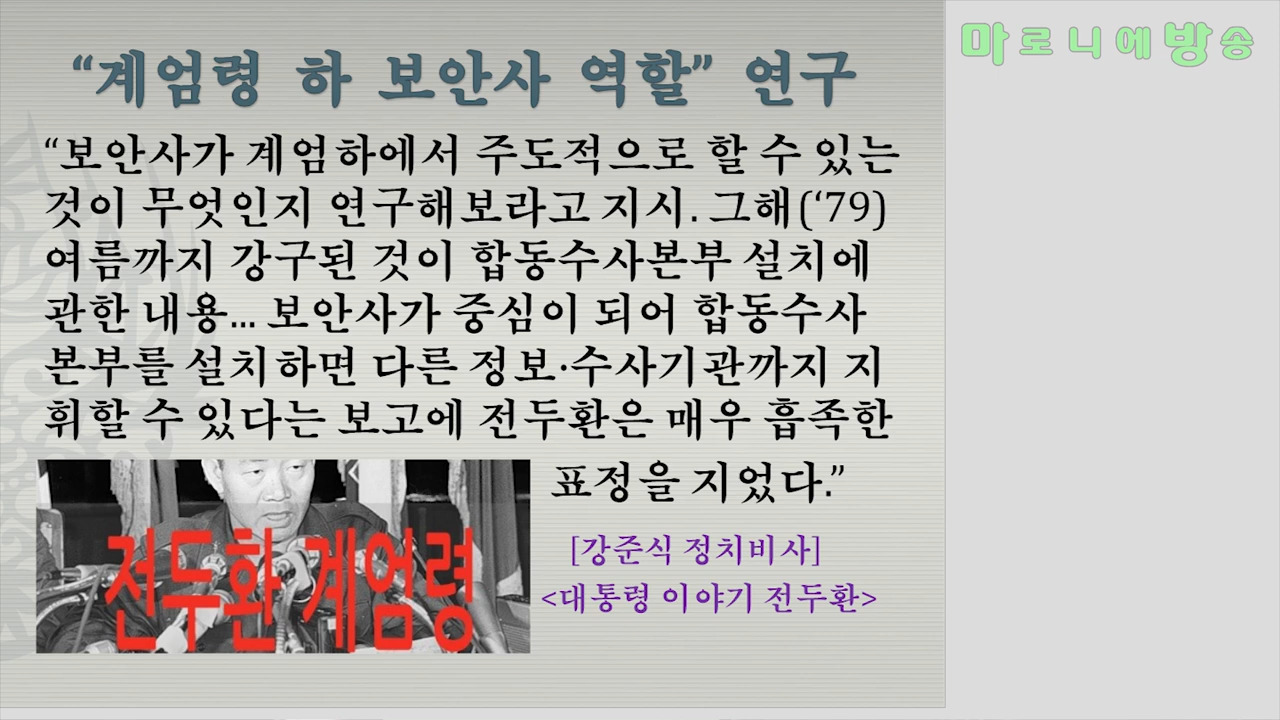 마로니에방송
“계엄령 하 보안사 역할” 연구
“보안사가 계엄하에서 주도적으로 할 수 있는
것이 무엇인지 연구해보라고 지시. 그해(‘79)
여름까지 강구된 것이 합동수사본부 설치에
관한 내용... 보안사가 중심이 되어 합동수사
본부를 설치하면 다른 정보·수사기관까지 지
휘할 수 있다는 보고에 전두환은 매우 흡족한
표정을 지었다.”
전두환 계엄령
[강준식 정치비사]
<대통령 이야기 전두환>